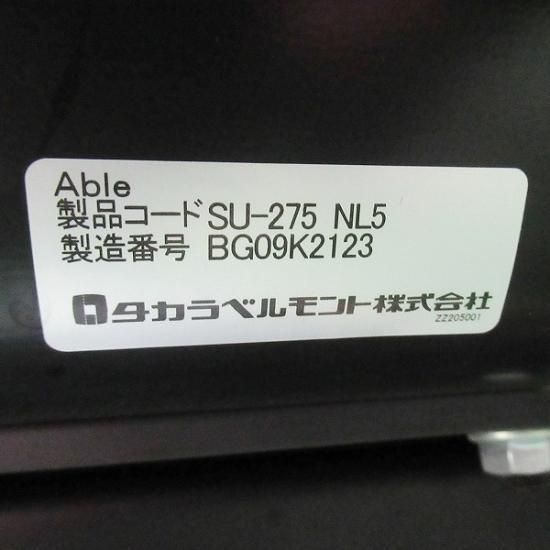 Able
製品コード SU-275 NL5
製造番号 BG09K2123
タカラベルモント株式会社
ZZ205001